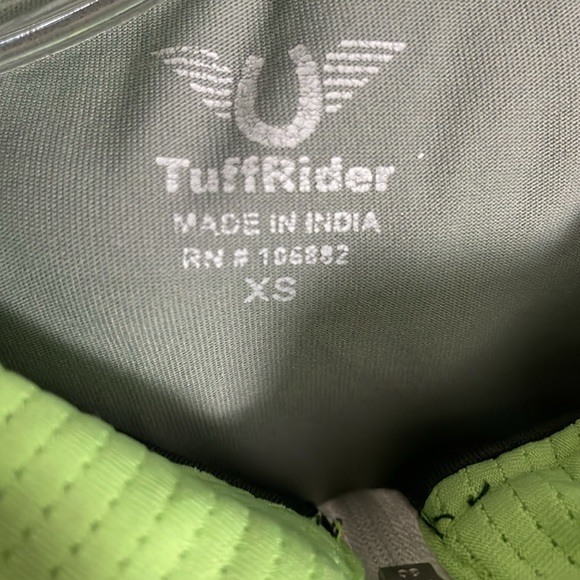 TuffRider
MADE IN INDIA
RN # 106882
XS